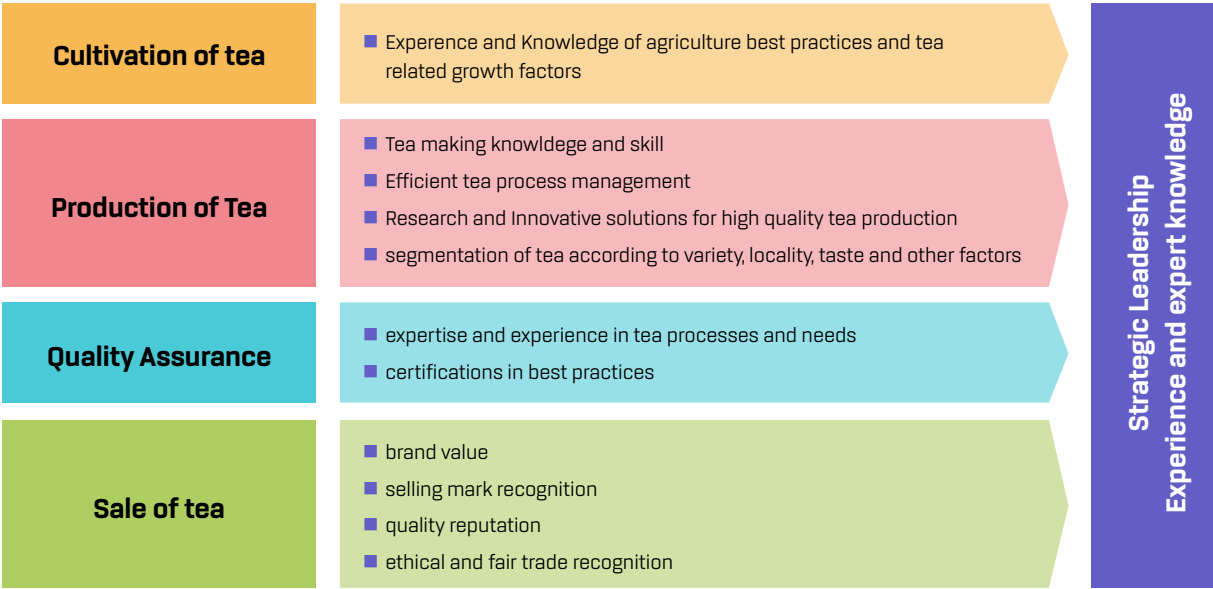 Cultivation of tea
Experence and Knowledge of agriculture best practices and tea
related growth factors
Production of Tea
Tea making knowldege and skill
Efficient tea process management
Research and Innovative solutions for high quality tea production
segmentation of tea according to variety, locality, taste and other factors
Quality Assurance
expertise and experience in tea processes and needs
certifications in best practices
Sale of tea
brand value
selling mark recognition
quality reputation
ethical and fair trade recognition
Strategic Leadership
Experience and expert knowledge